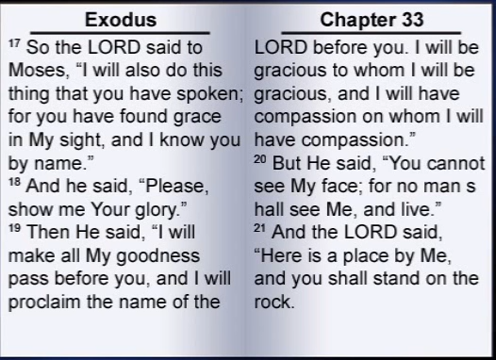 Exodus
17 So the LORD said to
Moses, “I will also do this
thing that you have spoken;
for you have found grace
in My sight, and I know you
by name.”
18 And he said, “Please,
show me Your glory.”
19 Then He said, “I will
make all My goodness
pass before you, and I will
proclaim the name of the
Chapter 33
LORD before you. I will be
gracious to whom I will be
gracious, and I will have
compassion on whom I will
have compassion.”
20 But He said, “You cannot
see My face; for no man s
hall see Me, and live.”
21 And the LORD said,
“Here is a place by Me,
and you shall stand on the
rock.